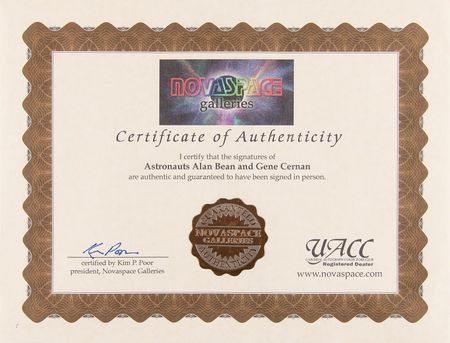 NOVASPACE
galleries
Certificate of Authenticity
I certify that the signatures of
Astronauts Alan Bean and Gene Cernan
are authentic and guaranteed to have been signed in person.
NOVASPACE
GALLERIES
Kim Poor
certified by Kim P. Poor
president, Novaspace Galleries
UACC
Registered Dealer
www.novaspace.com